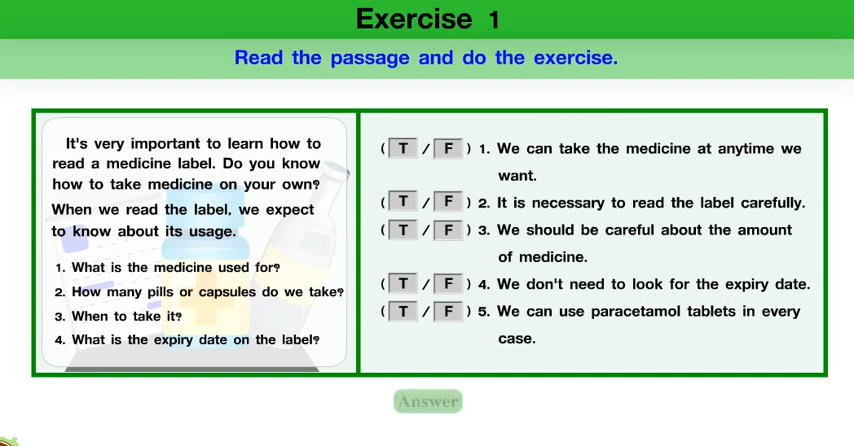 Exercise 1
Read the passage and do the exercise.
It's very important to learn how to
read a medicine label. Do you know
how to take medicine on your own?
When we read the label, we expect
to know about its usage.
1. What is the medicine used for?
2. How many pills or capsules do we take?
3. When to take it?
4. What is the expiry date on the label?
( T / F ) 1. We can take the medicine at anytime we
want.
( T / F ) 2. It is necessary to read the label carefully.
( T / F ) 3. We should be careful about the amount
of medicine.
( T / F ) 4. We don't need to look for the expiry date.
( T / F ) 5. We can use paracetamol tablets in every
case.
Answer